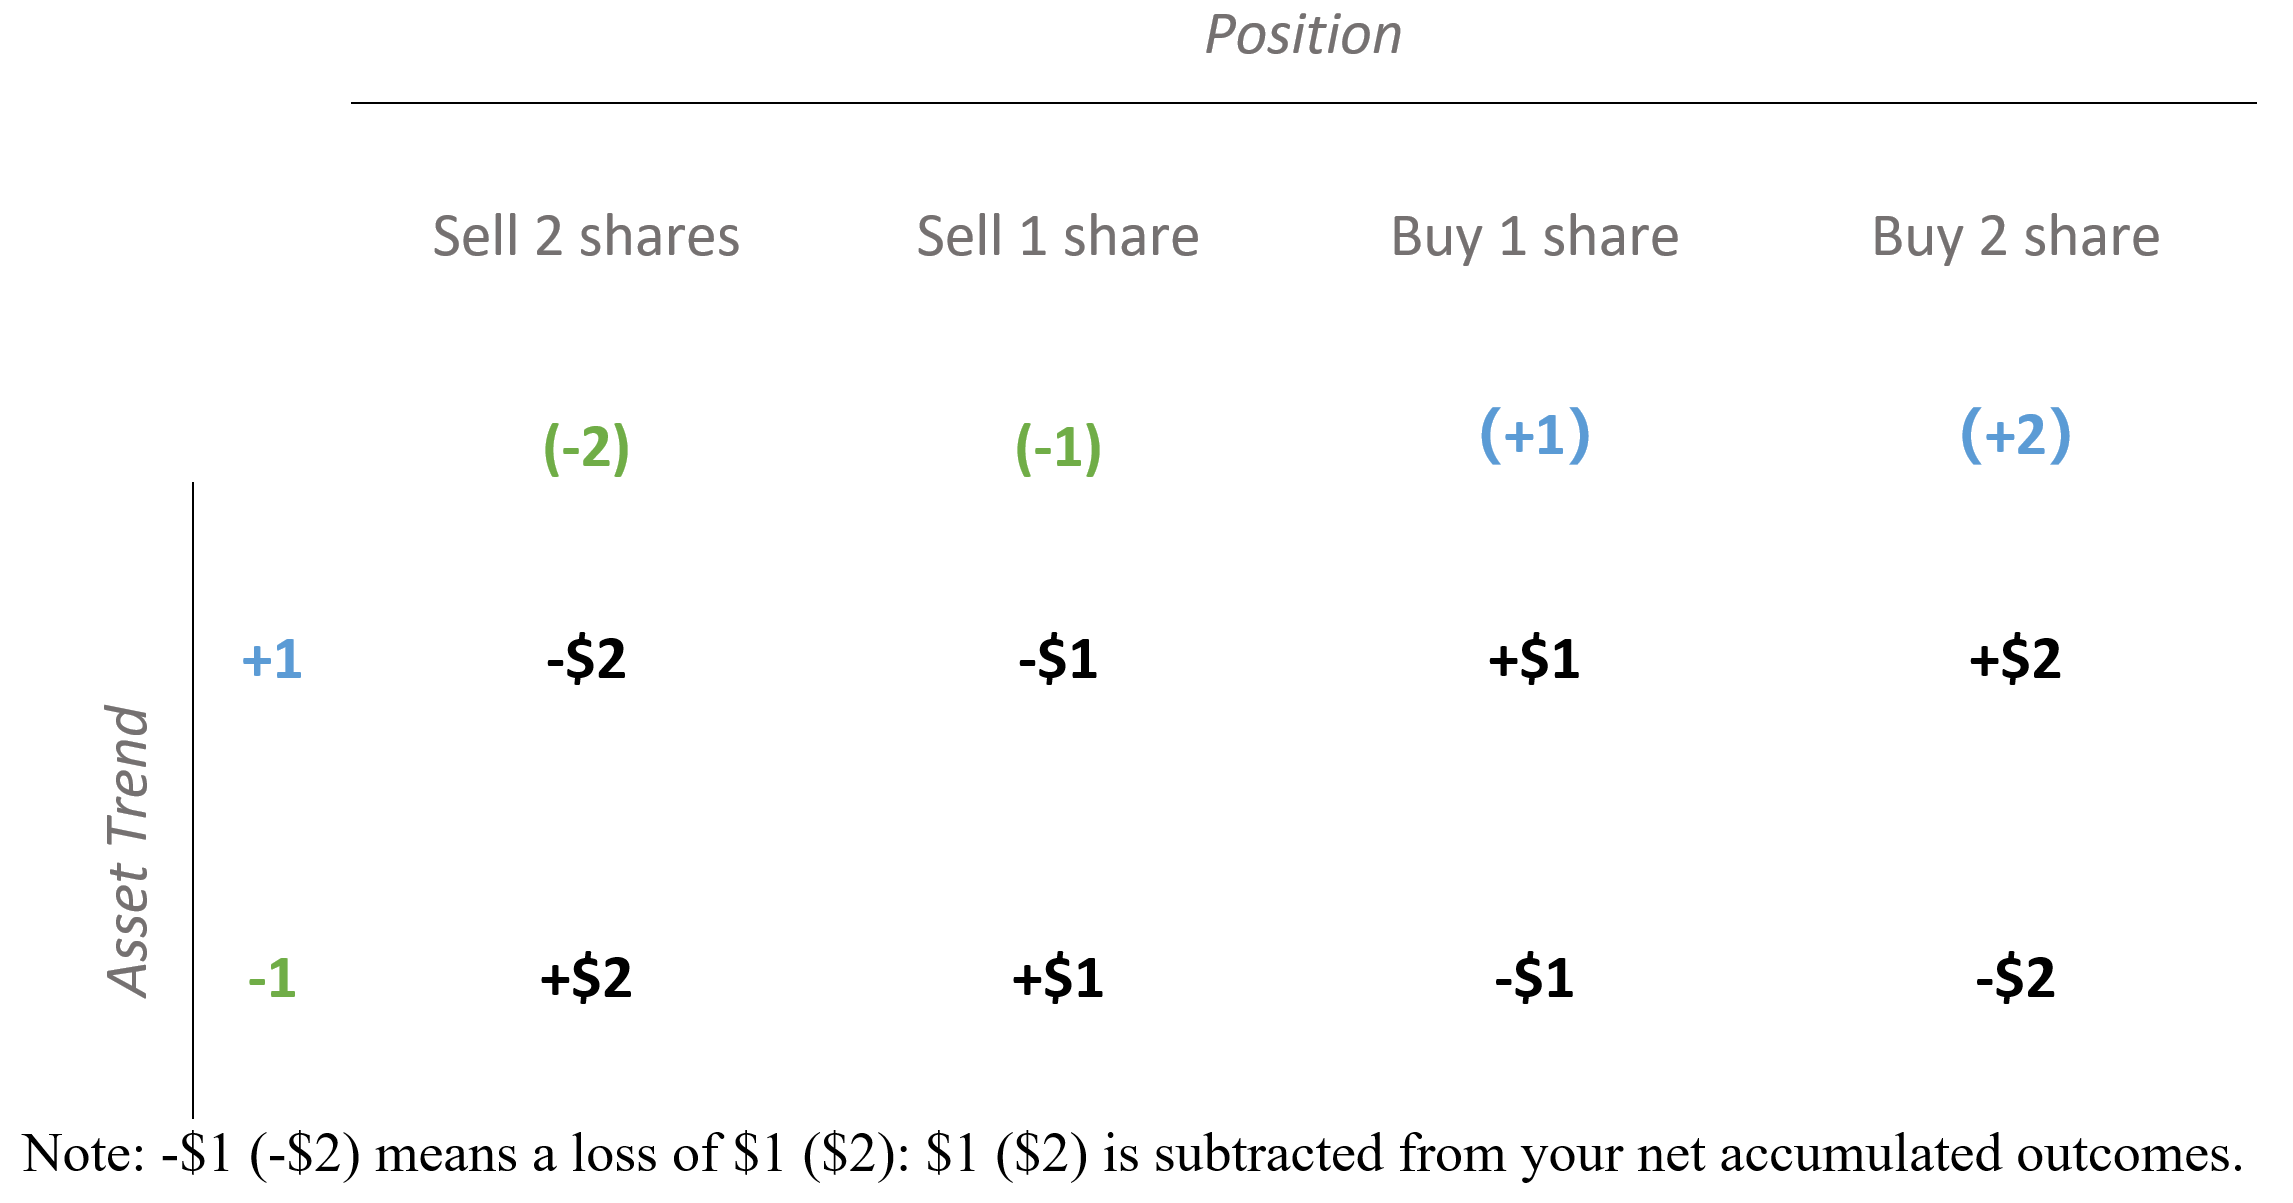 Position
Sell 2 shares Sell 1 share Buy 1 share Buy 2 share
(-2) (-1) (+1) (+2)
Asset Trend
+1 -$2 -$1 +$1 +$2
-1 +$2 +$1 -$1 -$2
Note: -$1 (-$2) means a loss of $1 ($2): $1 ($2) is subtracted from your net accumulated outcomes.